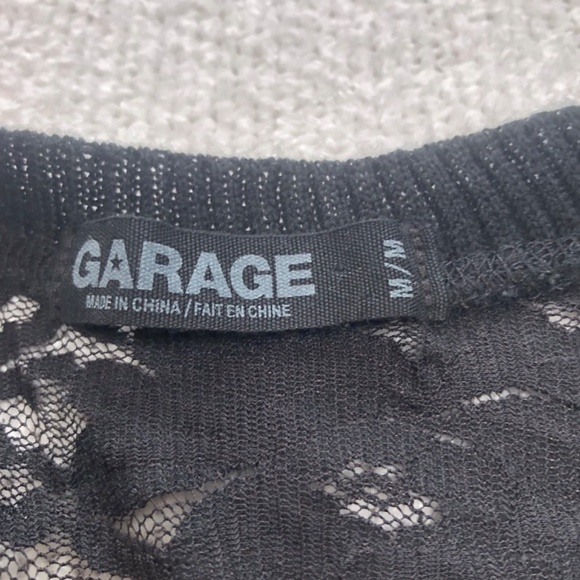 GARAGE
MADE IN CHINA / FAIT EN CHINE
M/M